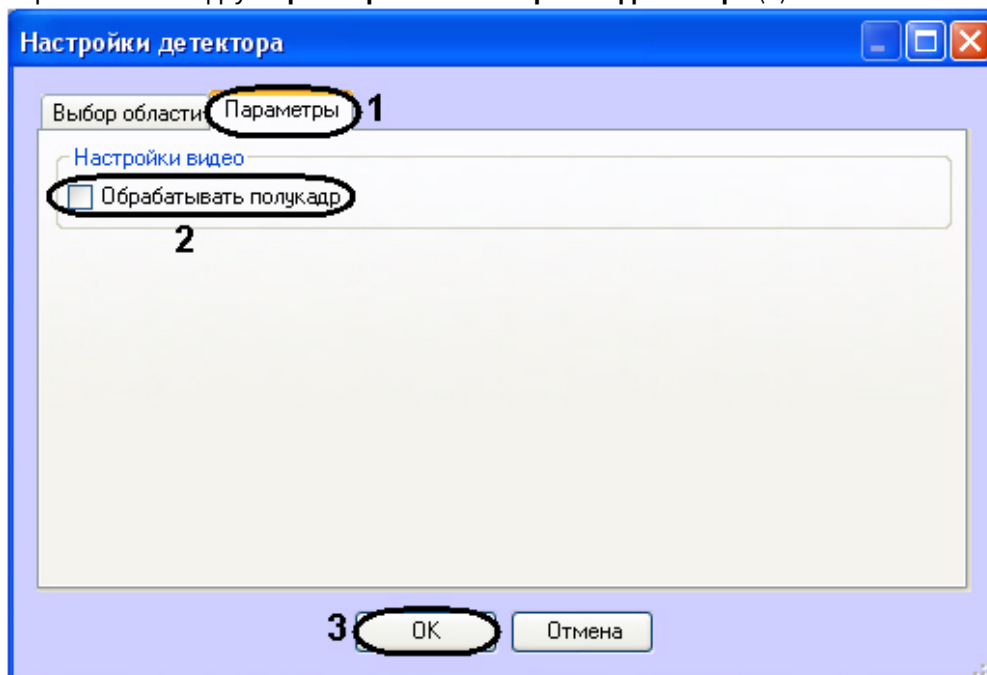 Настройки детектора
Выбор области Параметры 1
Настройки видео
Обрабатывать полукадр
2
3 OK Отмена